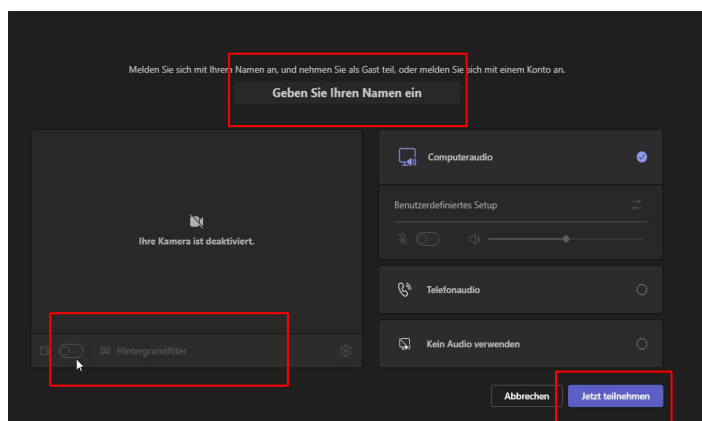 Melden Sie sich mit Ihrem Namen an, und nehmen Sie als Gast teil, oder melden Sie sich mit einem Konto an.
Geben Sie Ihren Namen ein
Ihre Kamera ist deaktiviert.
Hintergrundfilter
Computeraudio
Benutzerdefiniertes Setup
Telefonaudio
Kein Audio verwenden
Abbrechen
Jetzt teilnehmen